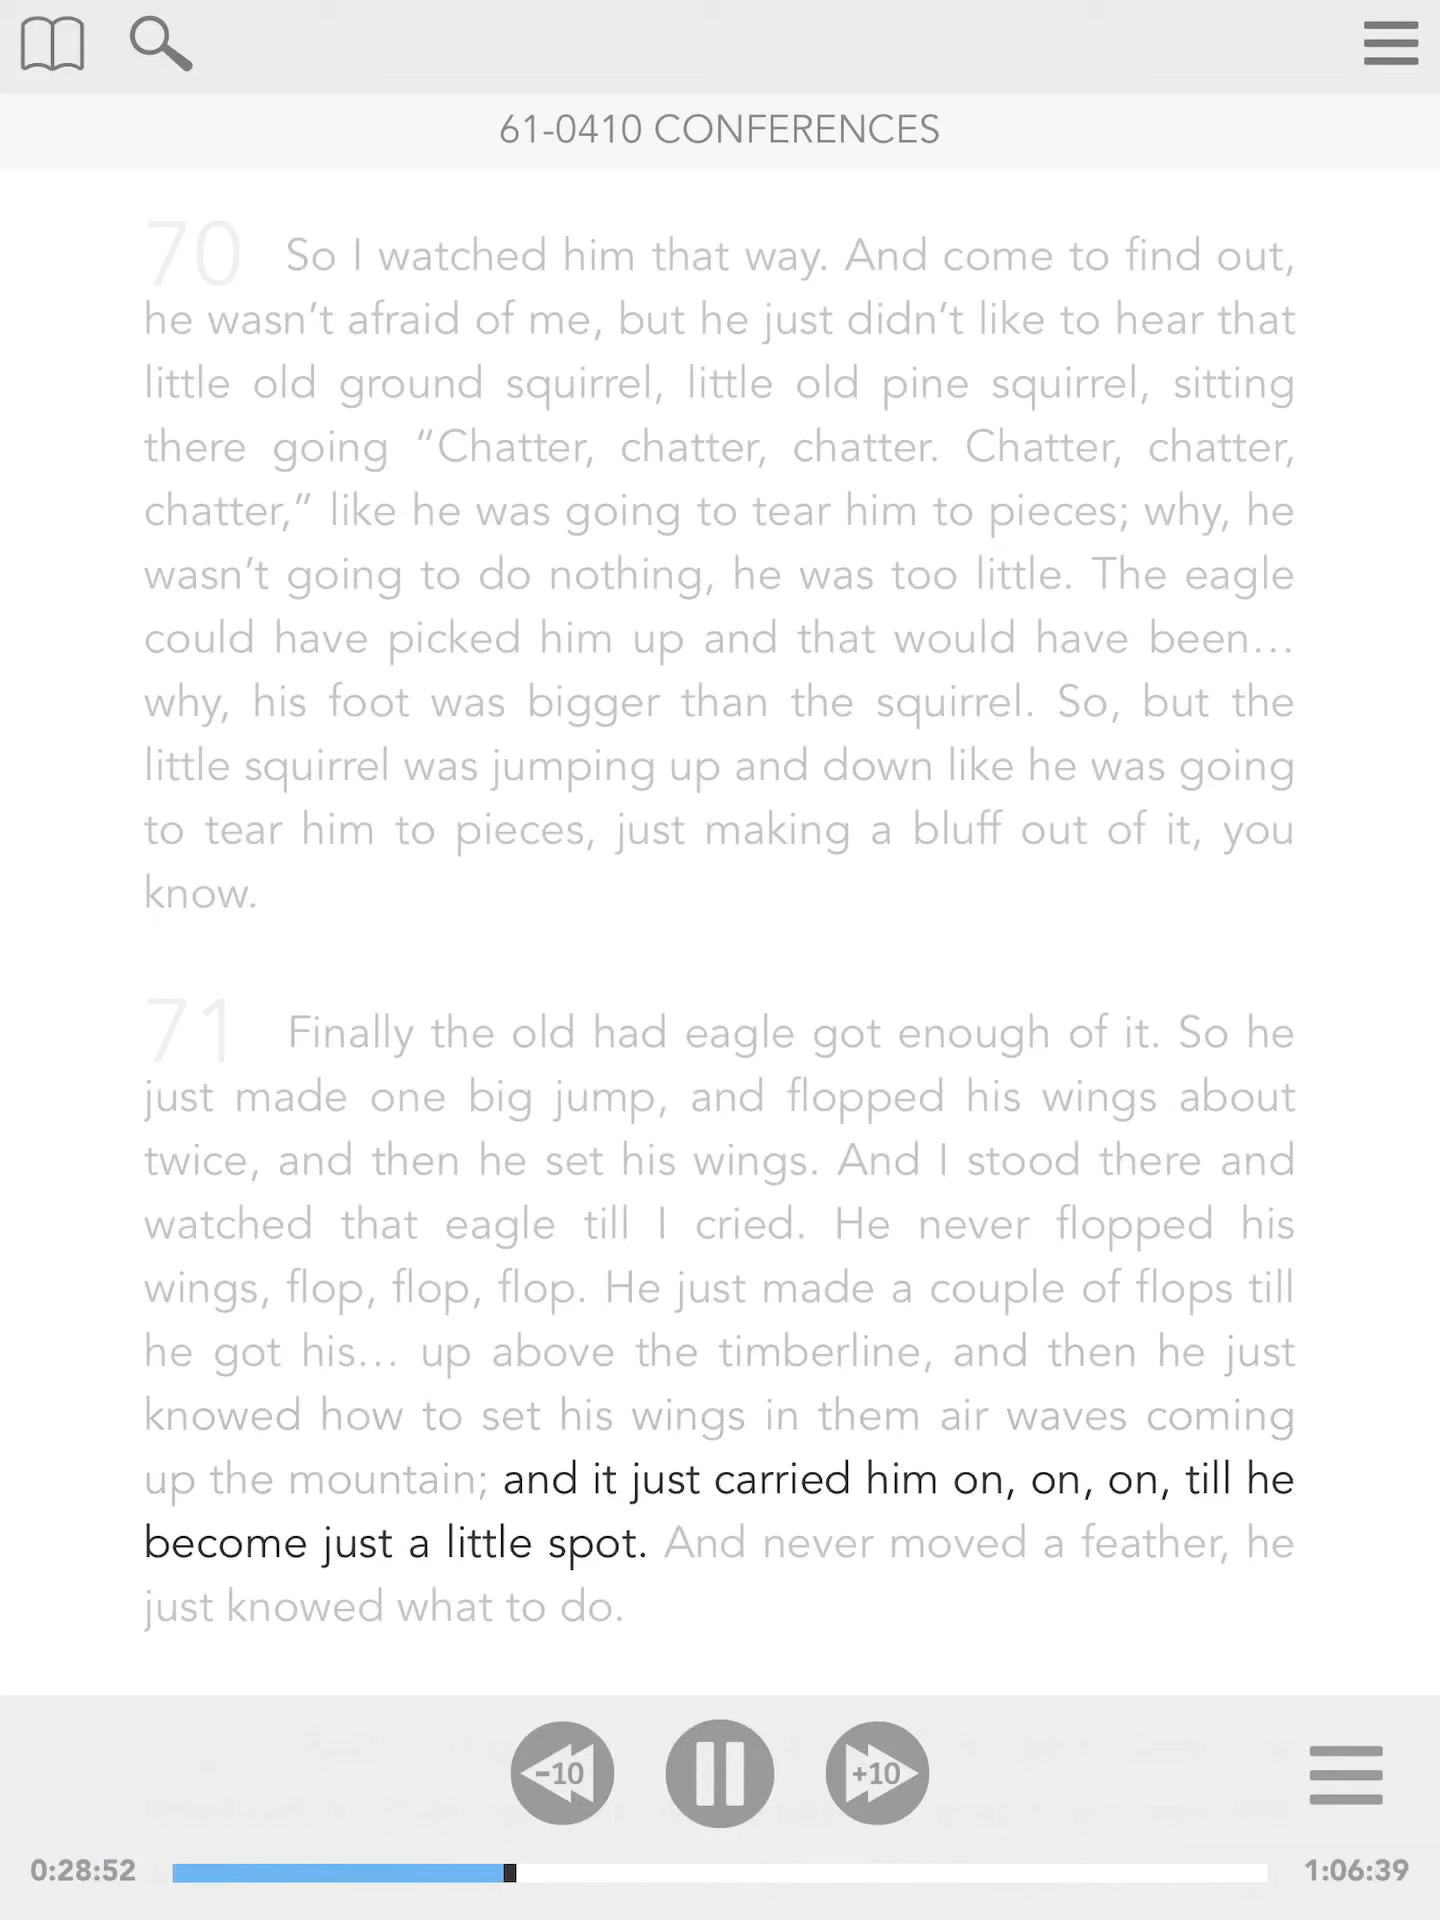 61-0410 CONFERENCES
70 So I watched him that way. And come to find out,
he wasn’t afraid of me, but he just didn’t like to hear that
little old ground squirrel, little old pine squirrel, sitting
there going “Chatter, chatter, chatter. Chatter, chatter,
chatter,” like he was going to tear him to pieces; why, he
wasn’t going to do nothing, he was too little. The eagle
could have picked him up and that would have been…
why, his foot was bigger than the squirrel. So, but the
little squirrel was jumping up and down like he was going
to tear him to pieces, just making a bluff out of it, you
know.
71 Finally the old had eagle got enough of it. So he
just made one big jump, and flopped his wings about
twice, and then he set his wings. And I stood there and
watched that eagle till I cried. He never flopped his
wings, flop, flop, flop. He just made a couple of flops till
he got his… up above the timberline, and then he just
knowed how to set his wings in them air waves coming
up the mountain; and it just carried him on, on, on, till he
become just a little spot. And never moved a feather, he
just knowed what to do.
-10 +10
0:28:52 1:06:39